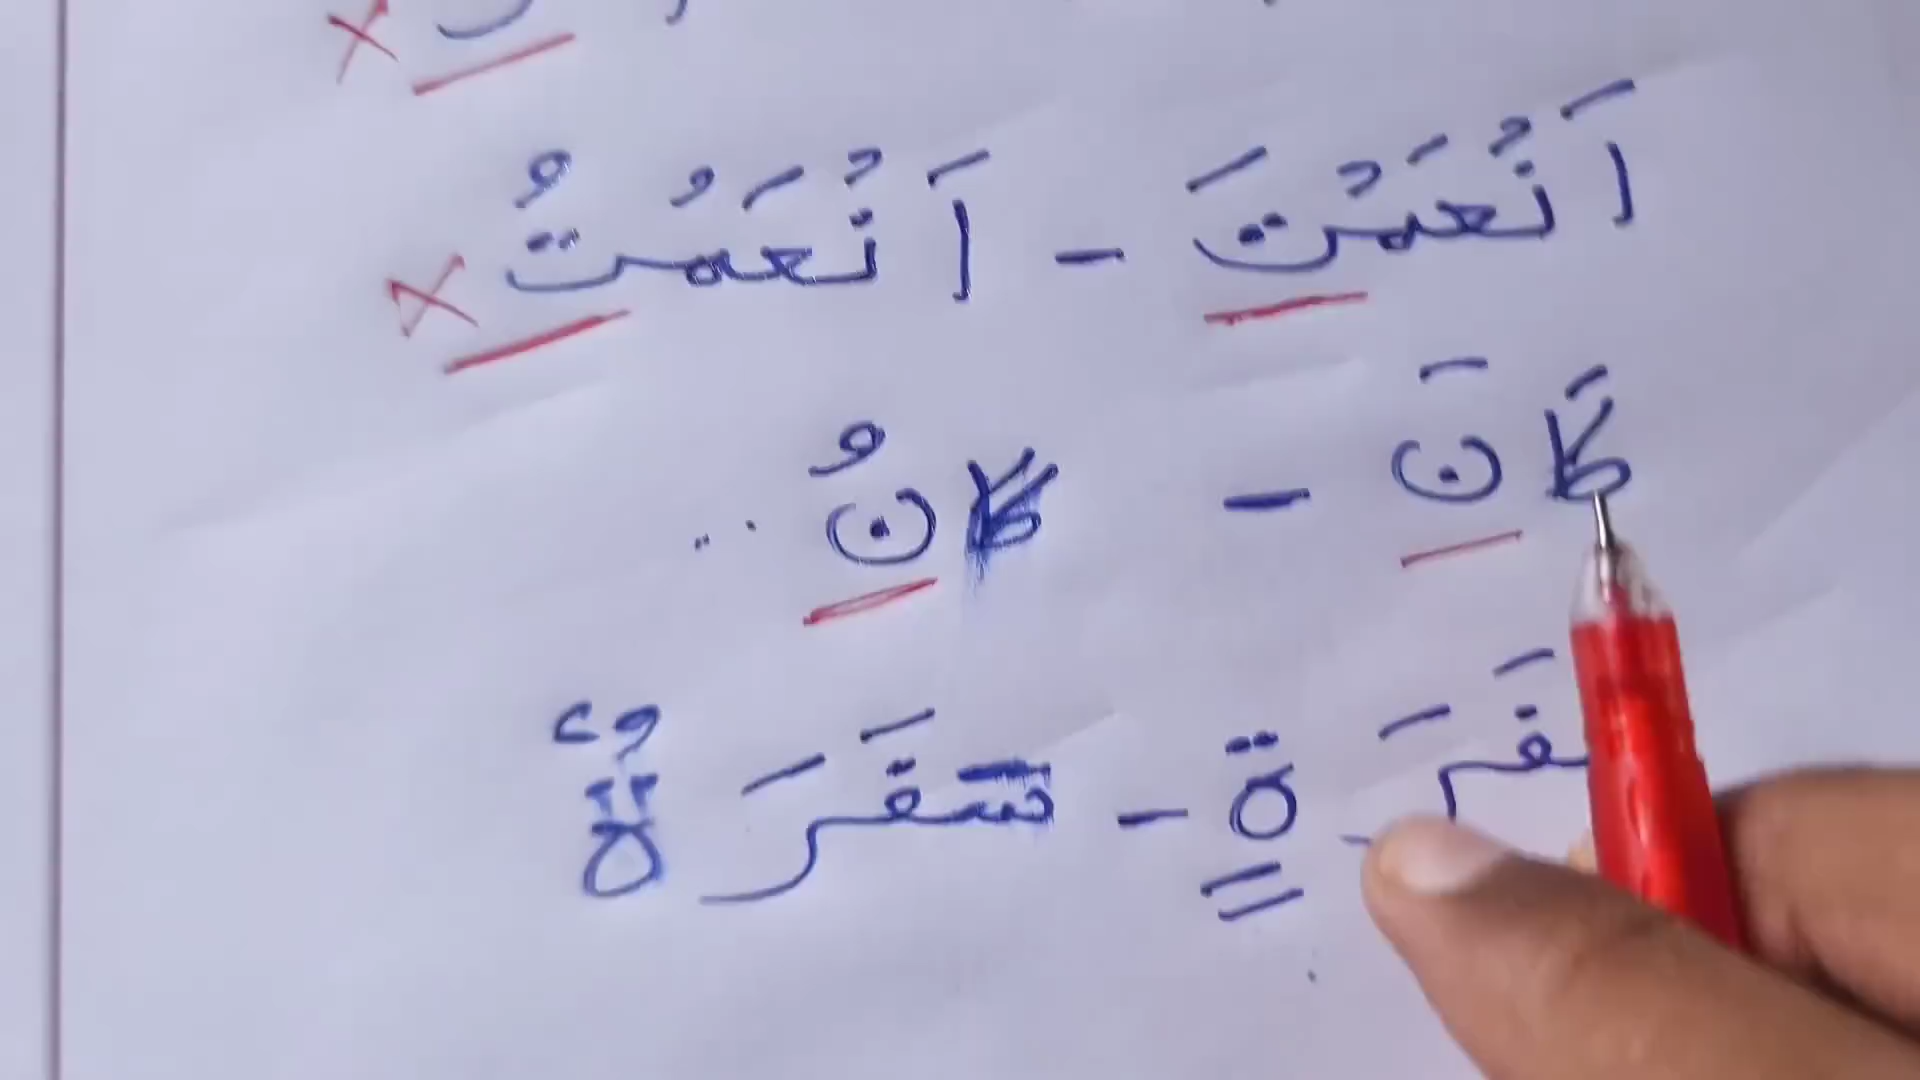 اَنْعَمْتَ - اَنْعَمْتُ
كَانَ - كَانُ
سَفَرَةٍ - سَفَرَةٌ